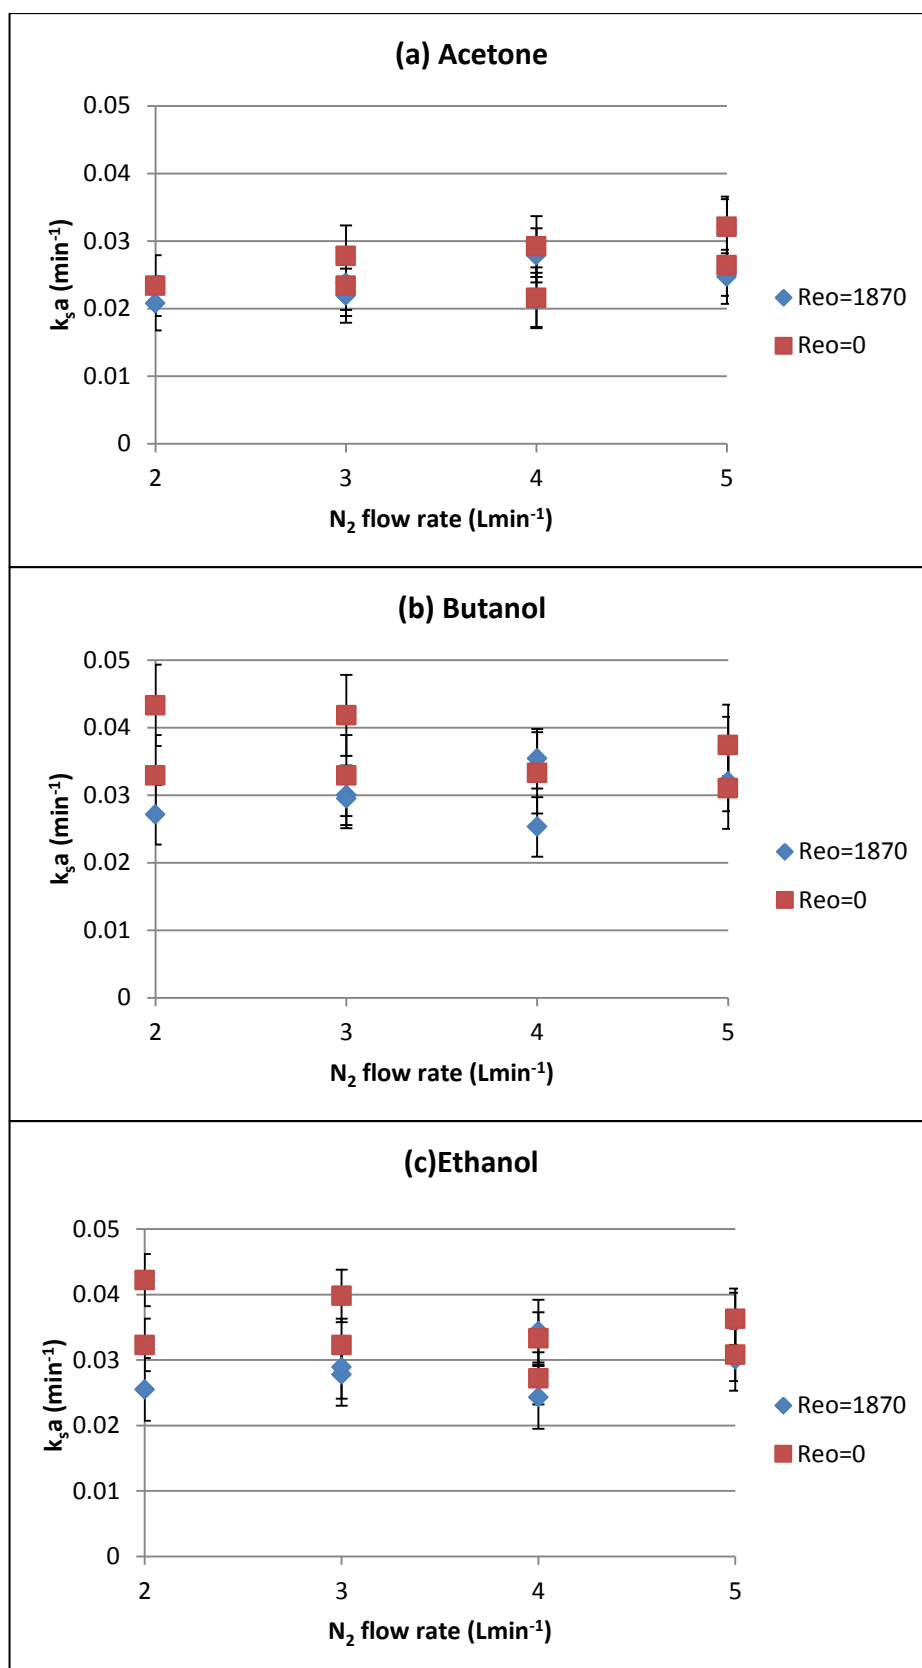 (a) Acetone
0.05
0.04
0.03
0.02
0.01
0
kₛa (min⁻¹)
2 3 4 5
N₂ flow rate (Lmin⁻¹)
Reo=1870
Reo=0
(b) Butanol
0.05
0.04
0.03
0.02
0.01
0
kₛa (min⁻¹)
2 3 4 5
N₂ flow rate (Lmin⁻¹)
Reo=1870
Reo=0
(c)Ethanol
0.05
0.04
0.03
0.02
0.01
0
kₛa (min⁻¹)
2 3 4 5
N₂ flow rate (Lmin⁻¹)
Reo=1870
Reo=0